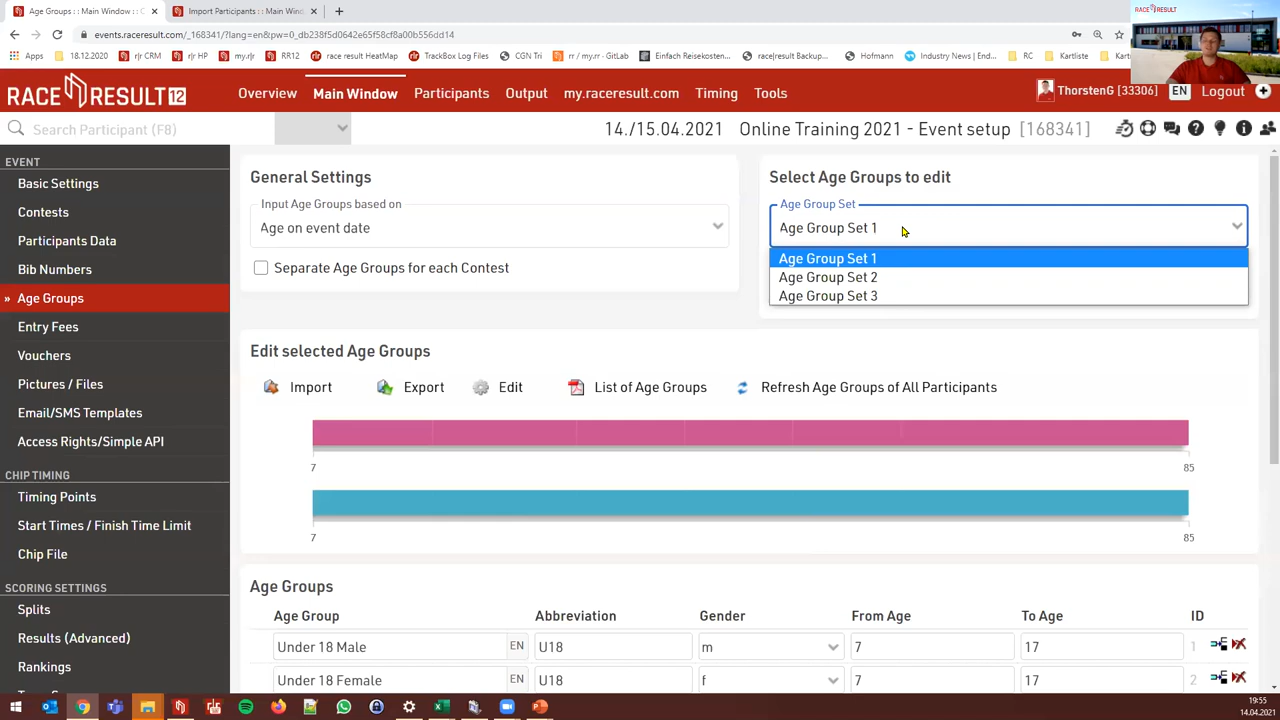 Age Groups : : Main Window : : C
Import Participants : : Main Wind
events.raceresult.com/_168341/?lang=en&pw=0_db238f5d0642e95658cf8a00b556dd14
Apps
18.12.2020
r|r CRM
r|r HP
my.r|r
RR12
race result HeatMap
TrackBox Log Files
CGN Tri
rr / my.rr · GitLab
Einfach Reisekosten...
race|result Backup...
Hofmann
Industry News | End...
RC
Kartliste
Kart
RACE RESULT
RACE RESULT 12
Overview
Main Window
Participants
Output
my.raceresult.com
Timing
Tools
ThorstenG [33306]
EN
Logout
Search Participant (F8)
14./15.04.2021 Online Training 2021 - Event setup [168341]
EVENT
Basic Settings
Contests
Participants Data
Bib Numbers
» Age Groups
Entry Fees
Vouchers
Pictures / Files
Email/SMS Templates
Access Rights/Simple API
CHIP TIMING
Timing Points
Start Times / Finish Time Limit
Chip File
SCORING SETTINGS
Splits
Results (Advanced)
Rankings
General Settings
Input Age Groups based on
Age on event date
Separate Age Groups for each Contest
Select Age Groups to edit
Age Group Set
Age Group Set 1
Age Group Set 1
Age Group Set 2
Age Group Set 3
Edit selected Age Groups
Import
Export
Edit
List of Age Groups
Refresh Age Groups of All Participants
7
85
7
85
Age Groups
Age Group
Abbreviation
Gender
From Age
To Age
ID
Under 18 Male EN U18 m 7 17 1
Under 18 Female EN U18 f 7 17 2
19:55
14.04.2021